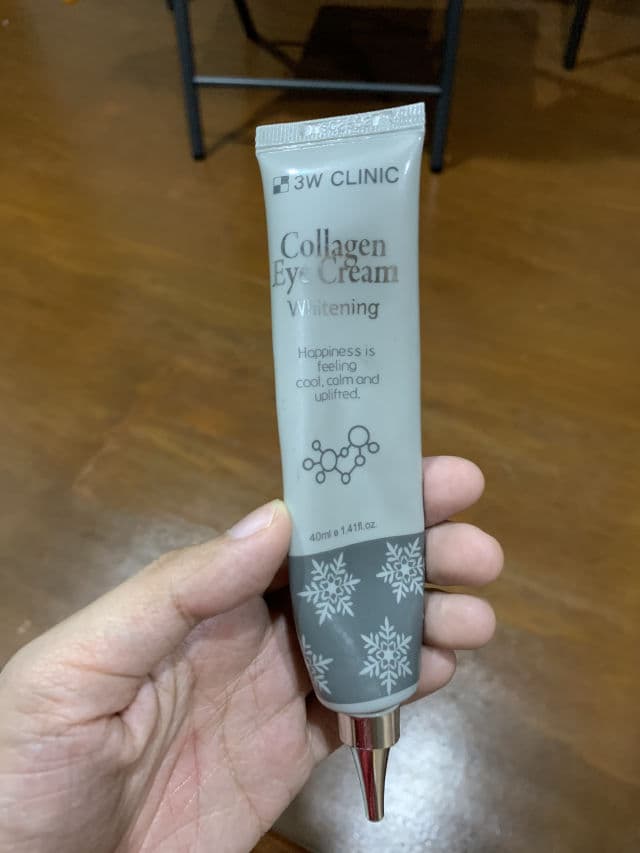 3W CLINIC
Collagen
Eye Cream
Whitening
Happiness is
feeling
cool, calm and
uplifted.
40ml e 1.41fl.oz.